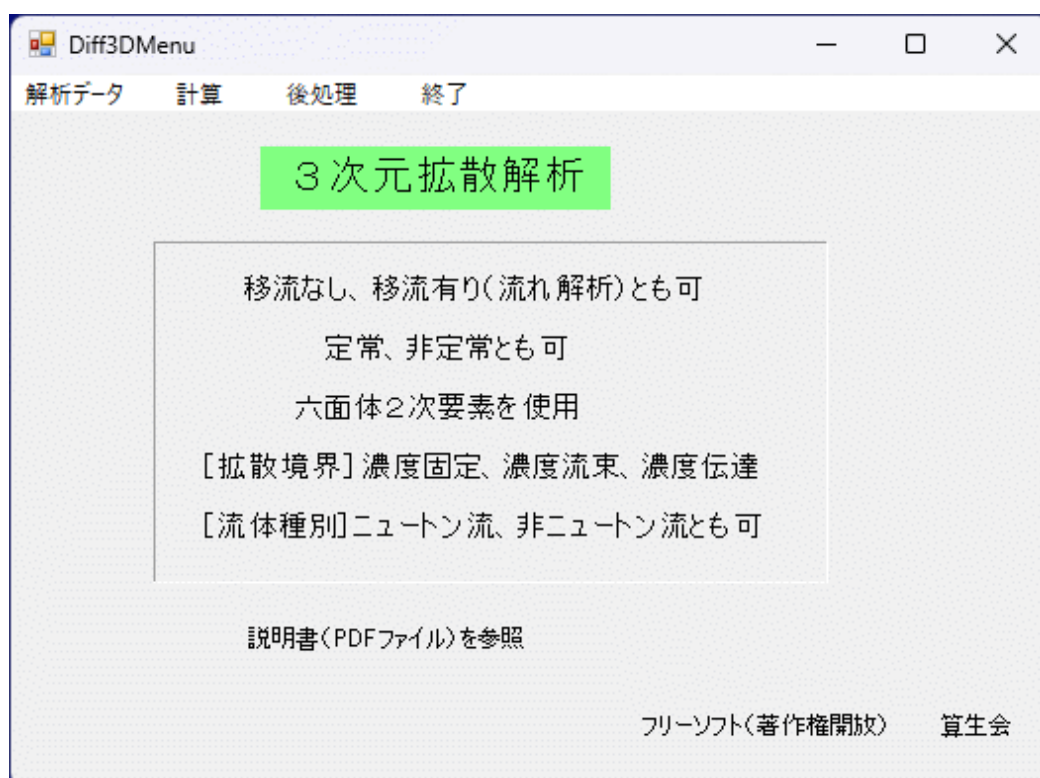 Diff3DMenu
解析データ 計算 後処理 終了
３次元拡散解析
移流なし、移流有り(流れ解析)とも可
定常、非定常とも可
六面体２次要素を使用
[拡散境界]濃度固定、濃度流束、濃度伝達
[流体種別]ニュートン流、非ニュートン流とも可
説明書(PDFファイル)を参照
フリーソフト(著作権開放) 算生会